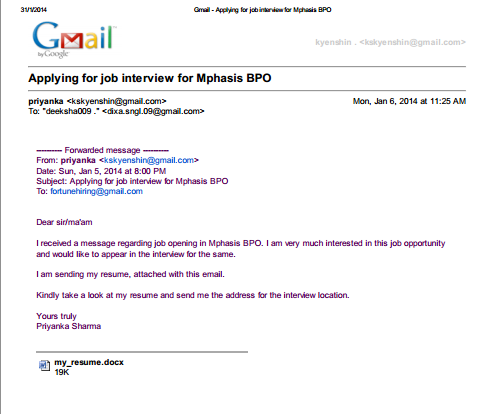 31/1/2014 Gmail - Applying for job interview for Mphasis BPO
Gmail
by Google
kyenshin . <kskyenshin@gmail.com>
Applying for job interview for Mphasis BPO
priyanka <kskyenshin@gmail.com> Mon, Jan 6, 2014 at 11:25 AM
To: "deeksha009 ." <dixa.sngl.09@gmail.com>
---------- Forwarded message ----------
From: priyanka <kskyenshin@gmail.com>
Date: Sun, Jan 5, 2014 at 8:00 PM
Subject: Applying for job interview for Mphasis BPO
To: fortunehiring@gmail.com
Dear sir/ma'am
I received a message regarding job opening in Mphasis BPO. I am very much interested in this job opportunity
and would like to appear in the interview for the same.
I am sending my resume, attached with this email.
Kindly take a look at my resume and send me the address for the interview location.
Yours truly
Priyanka Sharma
my_resume.docx
19K